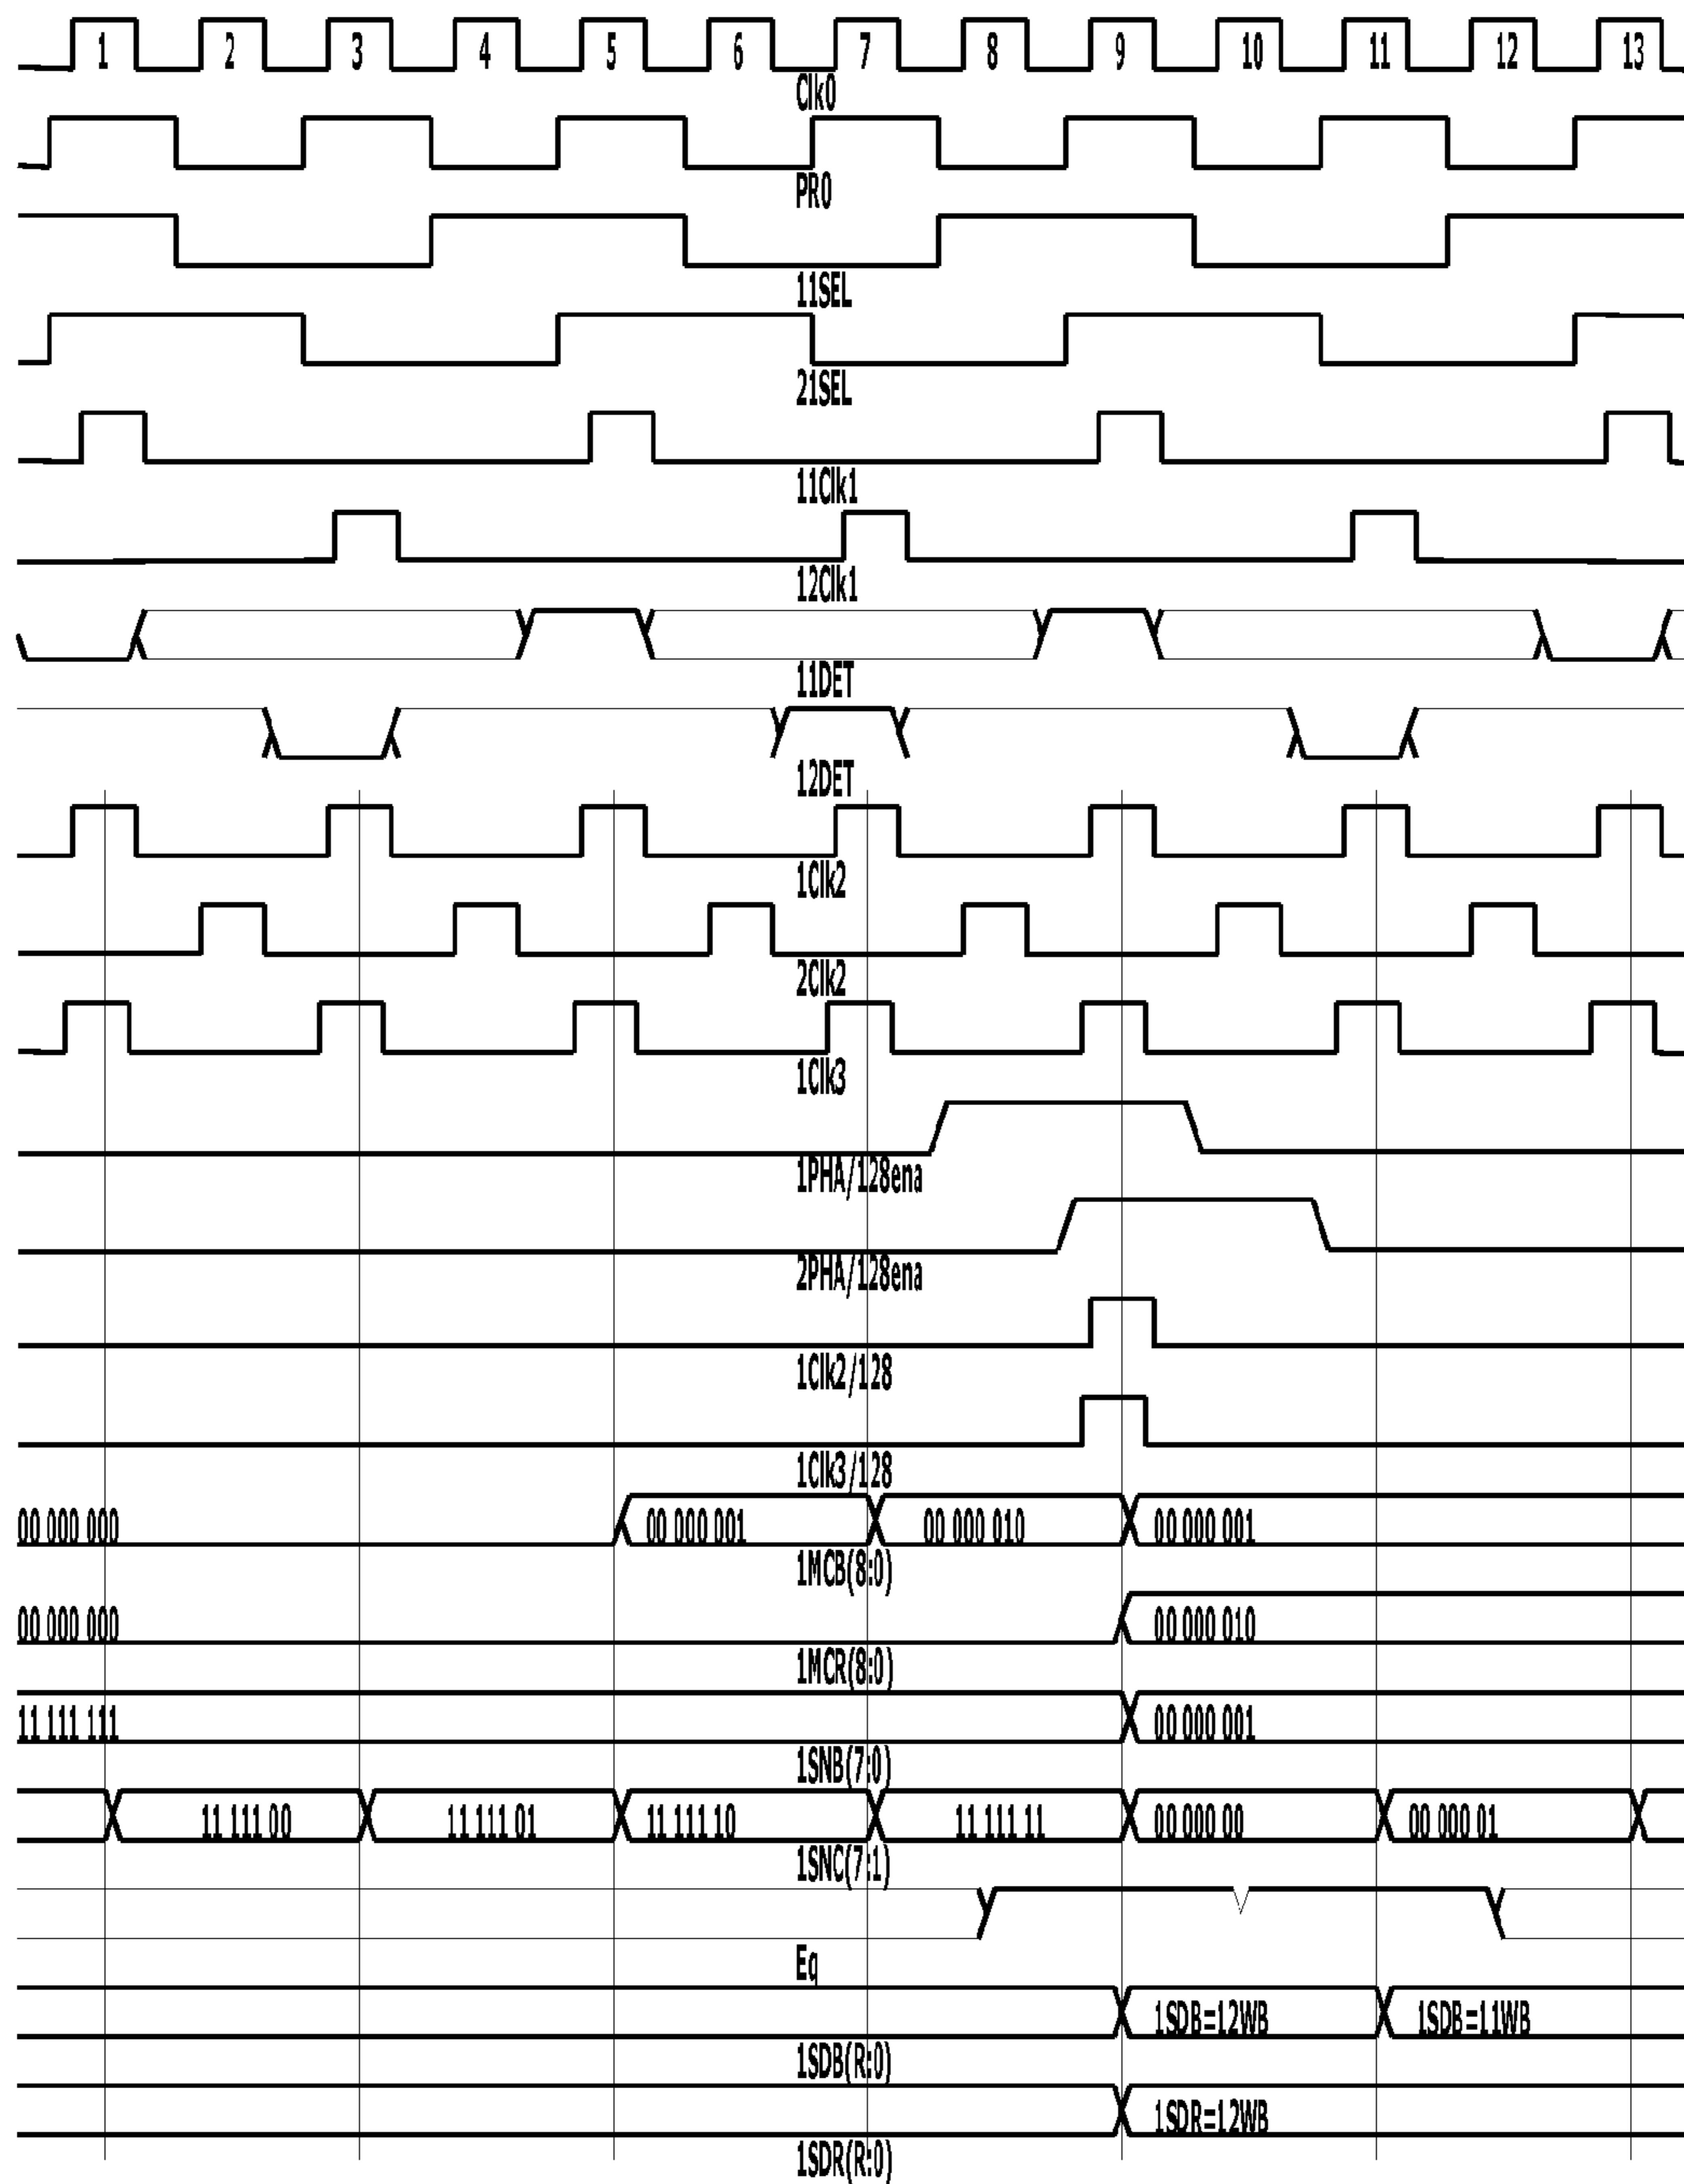 1 2 3 4 5 6 7 8 9 10 11 12 13
Clk0
PR0
11SEL
21SEL
11Clk1
12Clk1
11DET
12DET
1Clk2
2Clk2
1Clk3
1PHA/128ena
2PHA/128ena
1Clk2/128
1Clk3/128
00 000 000 00 000 001 00 000 010 00 000 001
1MCB(8:0)
00 000 000 00 000 010
1MCR(8:0)
11 111 111 00 000 001
1SNB(7:0)
11 111 00 11 111 01 11 111 10 11 111 11 00 000 00 00 000 01
1SNC(7:1)
Eq
1SDB=12WB 1SDB=11WB
1SDB(R:0)
1SDR=12WB
1SDR(R:0)